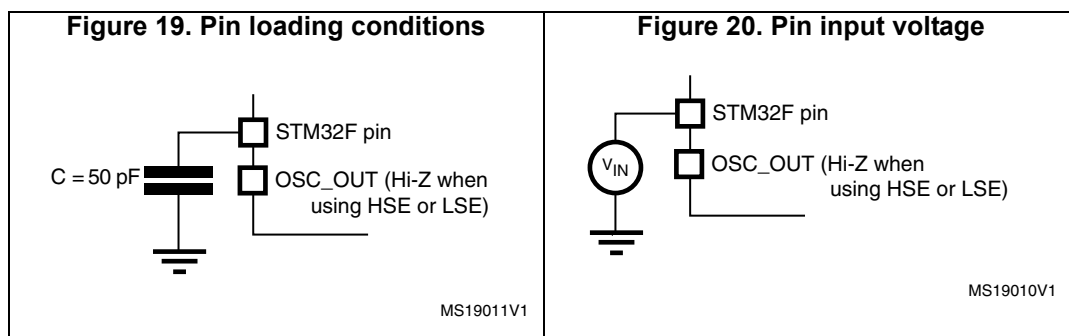 Figure 19. Pin loading conditions
STM32F pin
C = 50 pF
OSC_OUT (Hi-Z when
using HSE or LSE)
MS19011V1
Figure 20. Pin input voltage
STM32F pin
VIN
OSC_OUT (Hi-Z when
using HSE or LSE)
MS19010V1